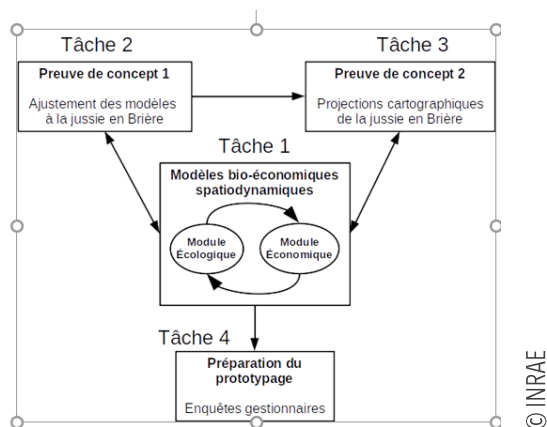 Tâche 2
Tâche 3
Preuve de concept 1
Ajustement des modèles
à la jussie en Brière
Preuve de concept 2
Projections cartographiques
de la jussie en Brière
Tâche 1
Modèles bio-économiques
spatiodynamiques
Module
Écologique
Module
Économique
Tâche 4
Préparation du
prototypage
Enquêtes gestionnaires
© INRAE